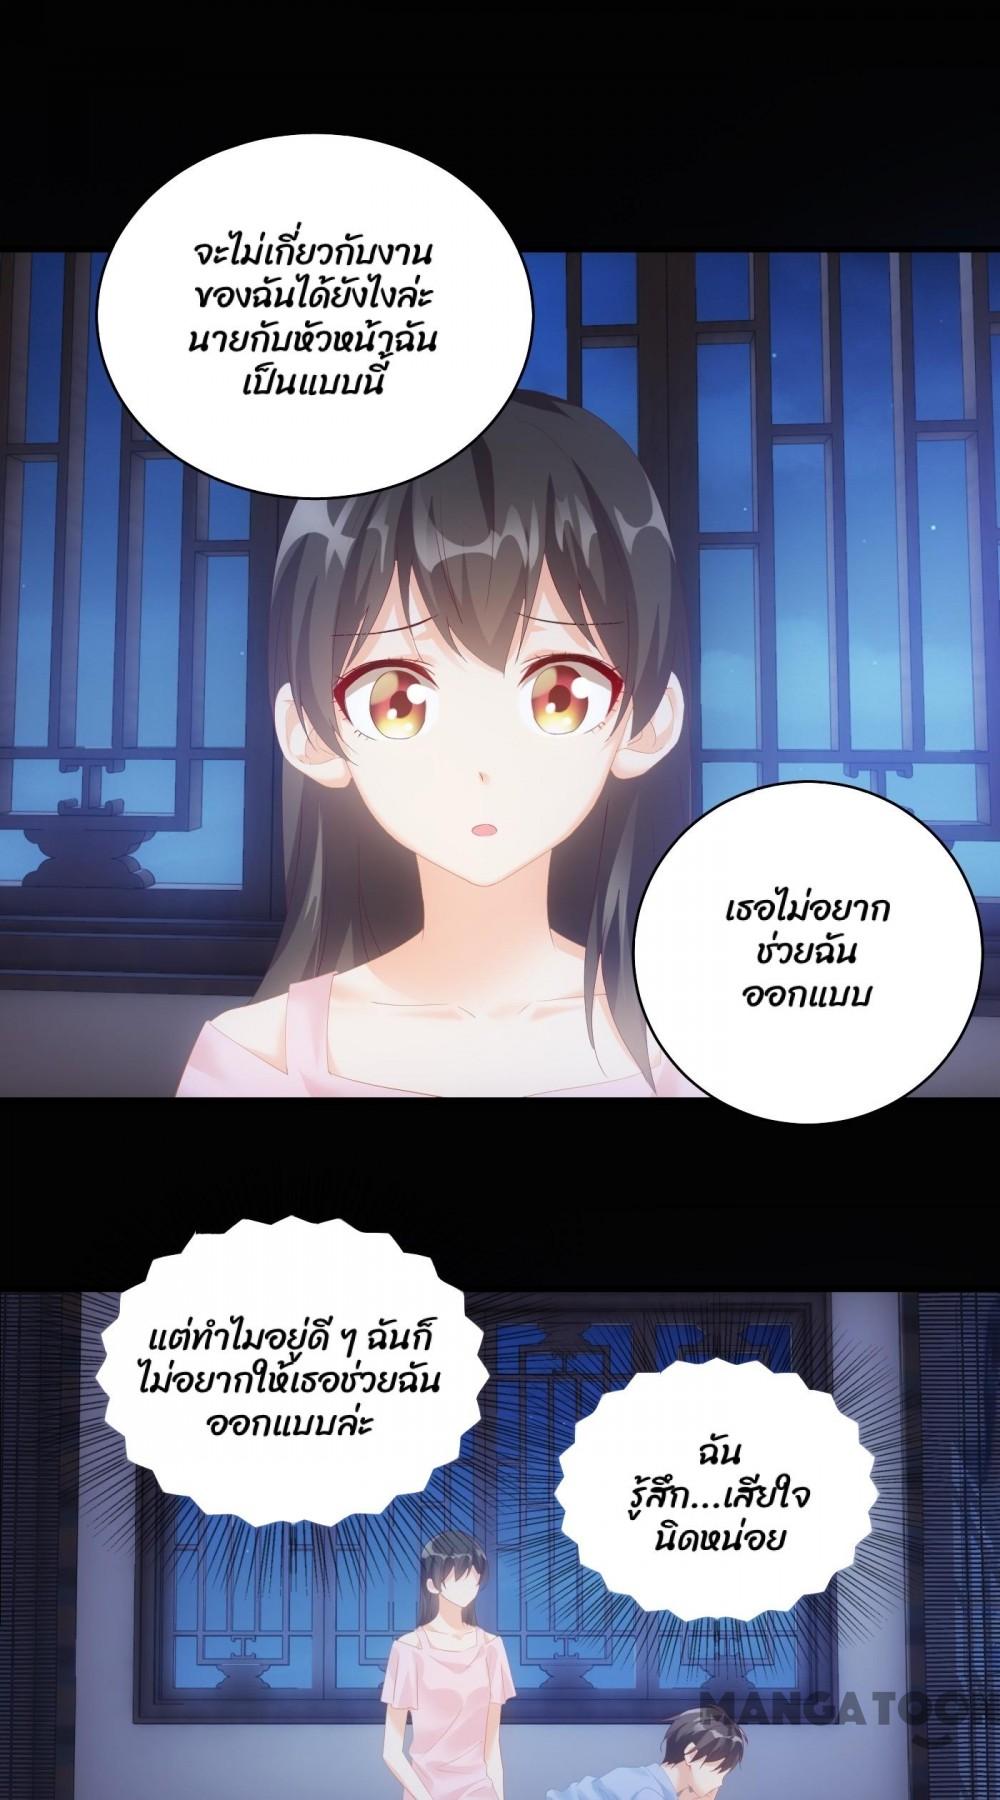 จะไม่เกี่ยวกับงาน
ของฉันได้ยังไงล่ะ
นายกับหัวหน้าฉัน
เป็นแบบนี้
เธอไม่อยาก
ช่วยฉัน
ออกแบบ
แต่ทำไมอยู่ดี ๆ ฉันก็
ไม่อยากให้เธอช่วยฉัน
ออกแบบล่ะ
ฉัน
รู้สึก...เสียใจ
นิดหน่อย
MANGATOON